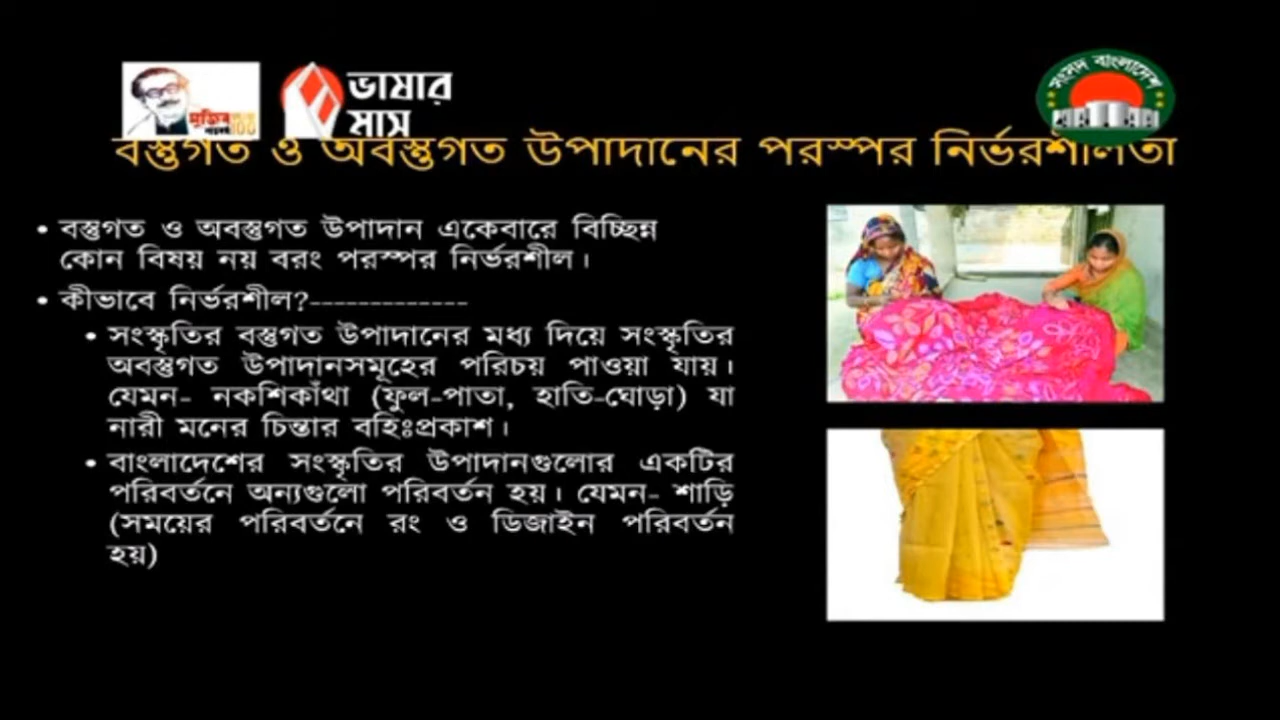 ভাষার
মাস
সংসদ বাংলাদেশ
বস্তুগত ও অবস্তুগত উপাদানের পরস্পর নির্ভরশীলতা
• বস্তুগত ও অবস্তুগত উপাদান একেবারে বিচ্ছিন্ন
কোন বিষয় নয় বরং পরস্পর নির্ভরশীল।
• কীভাবে নির্ভরশীল?-------------
• সংস্কৃতির বস্তুগত উপাদানের মধ্য দিয়ে সংস্কৃতির
অবস্তুগত উপাদানসমূহের পরিচয় পাওয়া যায়।
যেমন- নকশিকাঁথা (ফুল-পাতা, হাতি-ঘোড়া) যা
নারী মনের চিন্তার বহিঃপ্রকাশ।
• বাংলাদেশের সংস্কৃতির উপাদানগুলোর একটির
পরিবর্তনে অন্যগুলো পরিবর্তন হয়। যেমন- শাড়ি
(সময়ের পরিবর্তনে রং ও ডিজাইন পরিবর্তন
হয়)